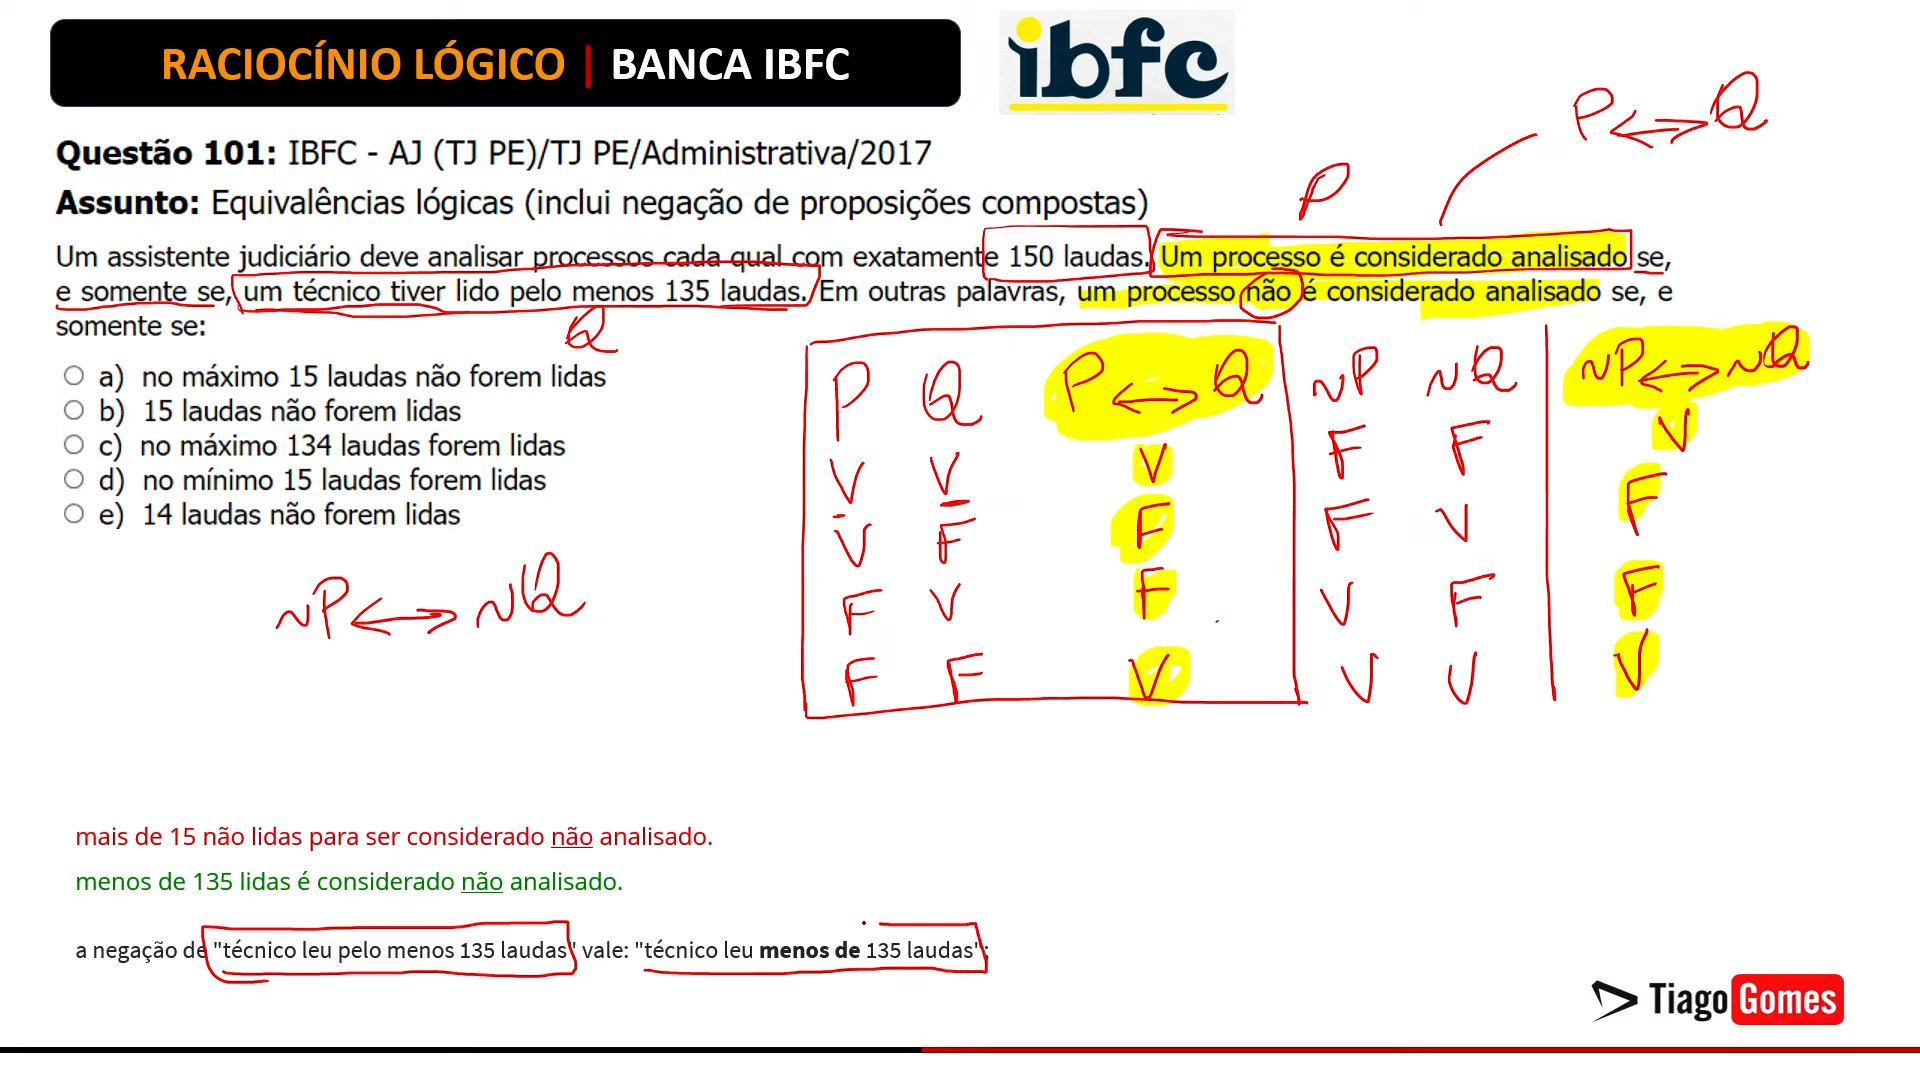 RACIOCÍNIO LÓGICO | BANCA IBFC
ibfc
Questão 101: IBFC - AJ (TJ PE)/TJ PE/Administrativa/2017
Assunto: Equivalências lógicas (inclui negação de proposições compostas)
Um assistente judiciário deve analisar processos cada qual com exatamente 150 laudas. Um processo é considerado analisado se,
e somente se, um técnico tiver lido pelo menos 135 laudas. Em outras palavras, um processo não é considerado analisado se, e
somente se:
a) no máximo 15 laudas não forem lidas
b) 15 laudas não forem lidas
c) no máximo 134 laudas forem lidas
d) no mínimo 15 laudas forem lidas
e) 14 laudas não forem lidas
P ↔ Q
P
Q
~P ↔ ~Q
P Q P ↔ Q ~P ~Q ~P ↔ ~Q
V V V F F V
V F F F V F
F V F V F F
F F V V V V
mais de 15 não lidas para ser considerado não analisado.
menos de 135 lidas é considerado não analisado.
a negação de "técnico leu pelo menos 135 laudas" vale: "técnico leu menos de 135 laudas";
Tiago Gomes